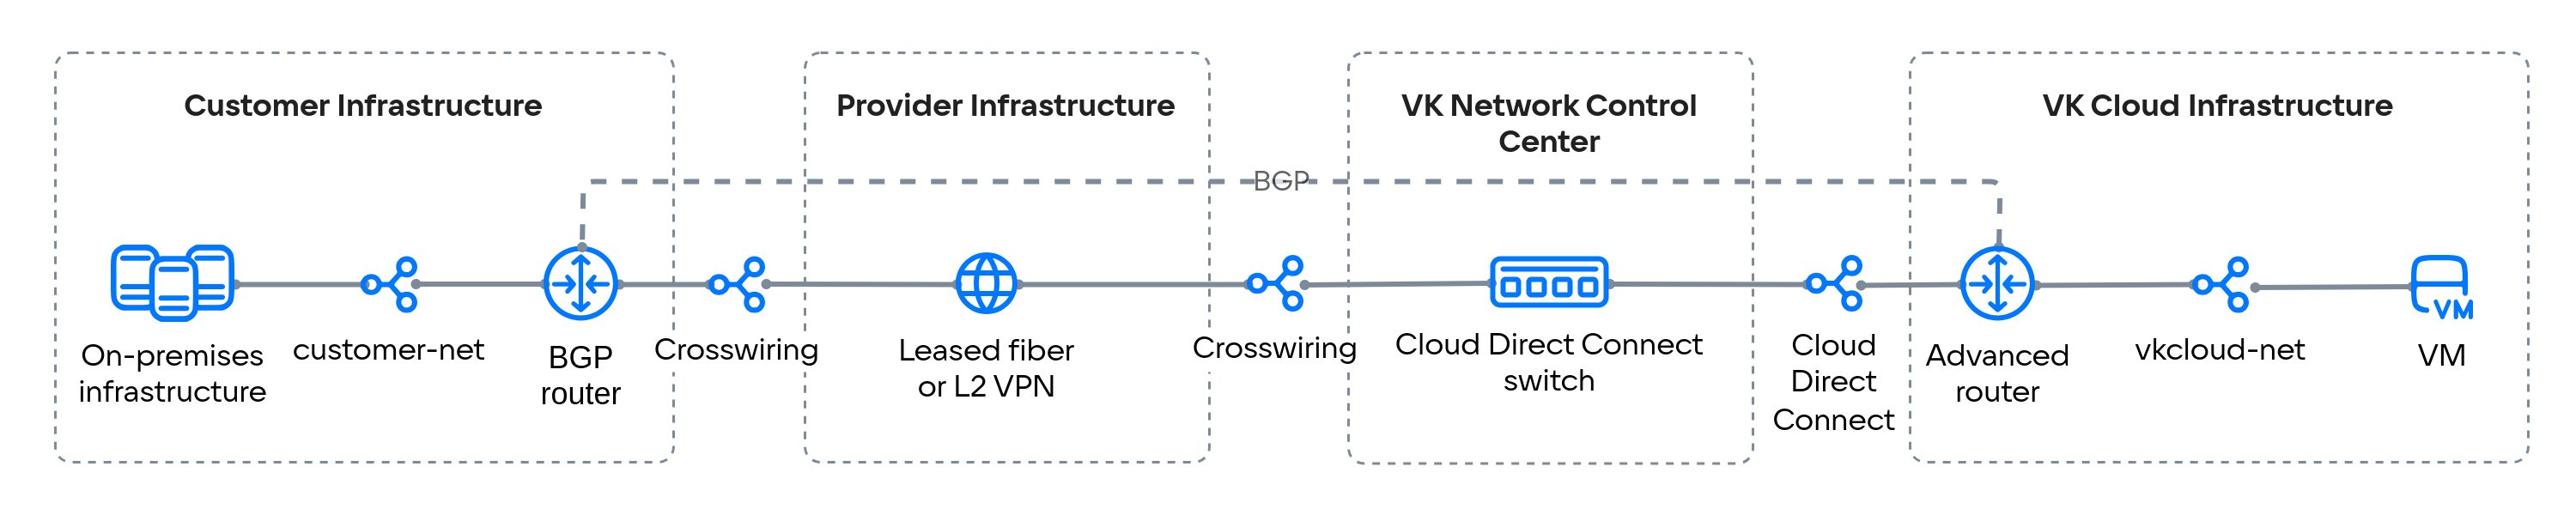 Customer Infrastructure
Provider Infrastructure
VK Network Control
Center
VK Cloud Infrastructure
BGP
On-premises
infrastructure
customer-net
BGP
router
Crosswiring
Leased fiber
or L2 VPN
Crosswiring
Cloud Direct Connect
switch
Cloud
Direct
Connect
Advanced
router
vkcloud-net
VM
VM